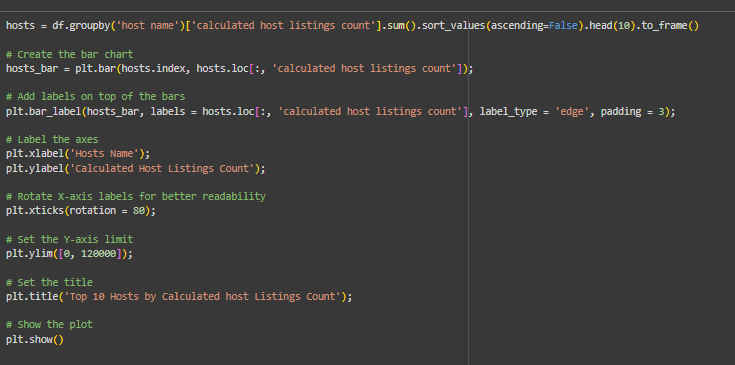 hosts = df.groupby('host name')['calculated host listings count'].sum().sort_values(ascending=False).head(10).to_frame()
# Create the bar chart
hosts_bar = plt.bar(hosts.index, hosts.loc[:, 'calculated host listings count']);
# Add labels on top of the bars
plt.bar_label(hosts_bar, labels = hosts.loc[:, 'calculated host listings count'], label_type = 'edge', padding = 3);
# Label the axes
plt.xlabel('Hosts Name');
plt.ylabel('Calculated Host Listings Count');
# Rotate X-axis labels for better readability
plt.xticks(rotation = 80);
# Set the Y-axis limit
plt.ylim([0, 120000]);
# Set the title
plt.title('Top 10 Hosts by Calculated host Listings Count');
# Show the plot
plt.show()